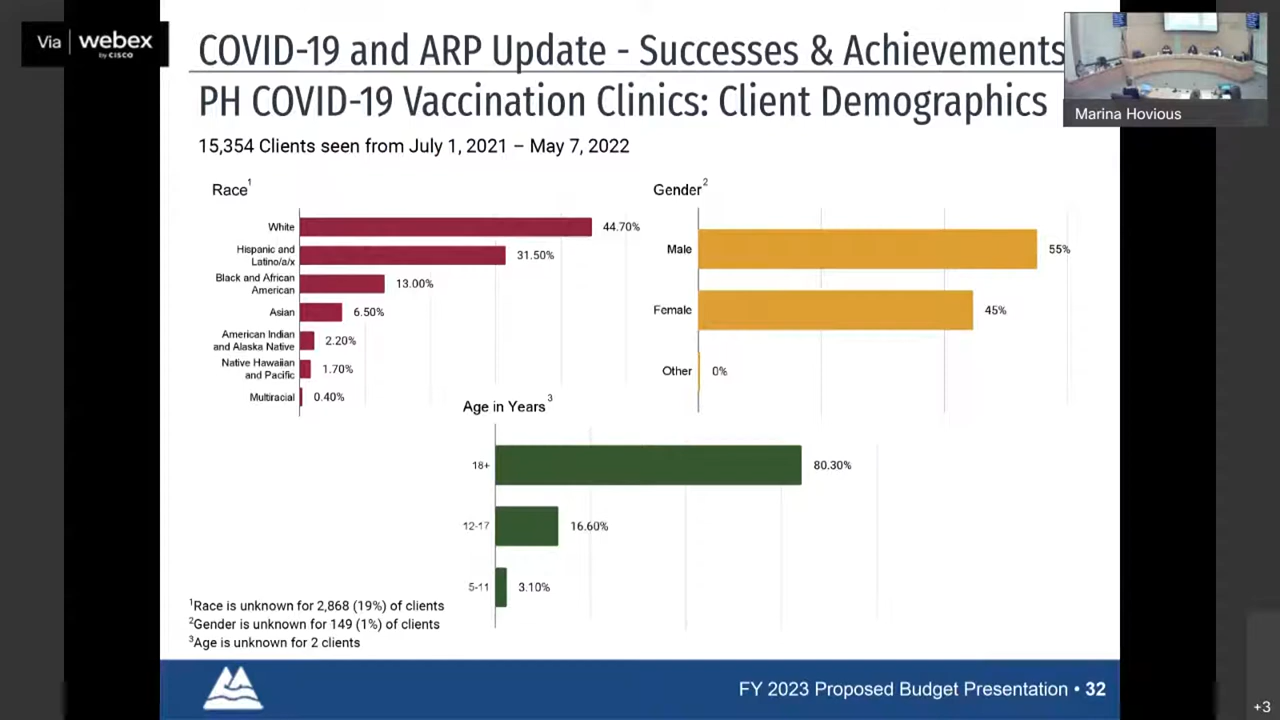 Via webex
by CISCO
COVID-19 and ARP Update - Successes & Achievements
PH COVID-19 Vaccination Clinics: Client Demographics
Marina Hovious
15,354 Clients seen from July 1, 2021 – May 7, 2022
Race1
White 44.70%
Hispanic and
Latino/a/x 31.50%
Black and African
American 13.00%
Asian 6.50%
American Indian
and Alaska Native 2.20%
Native Hawaiian
and Pacific 1.70%
Multiracial 0.40%
Gender2
Male 55%
Female 45%
Other 0%
Age in Years3
18+ 80.30%
12-17 16.60%
5-11 3.10%
1Race is unknown for 2,868 (19%) of clients
2Gender is unknown for 149 (1%) of clients
3Age is unknown for 2 clients
FY 2023 Proposed Budget Presentation • 32
+3